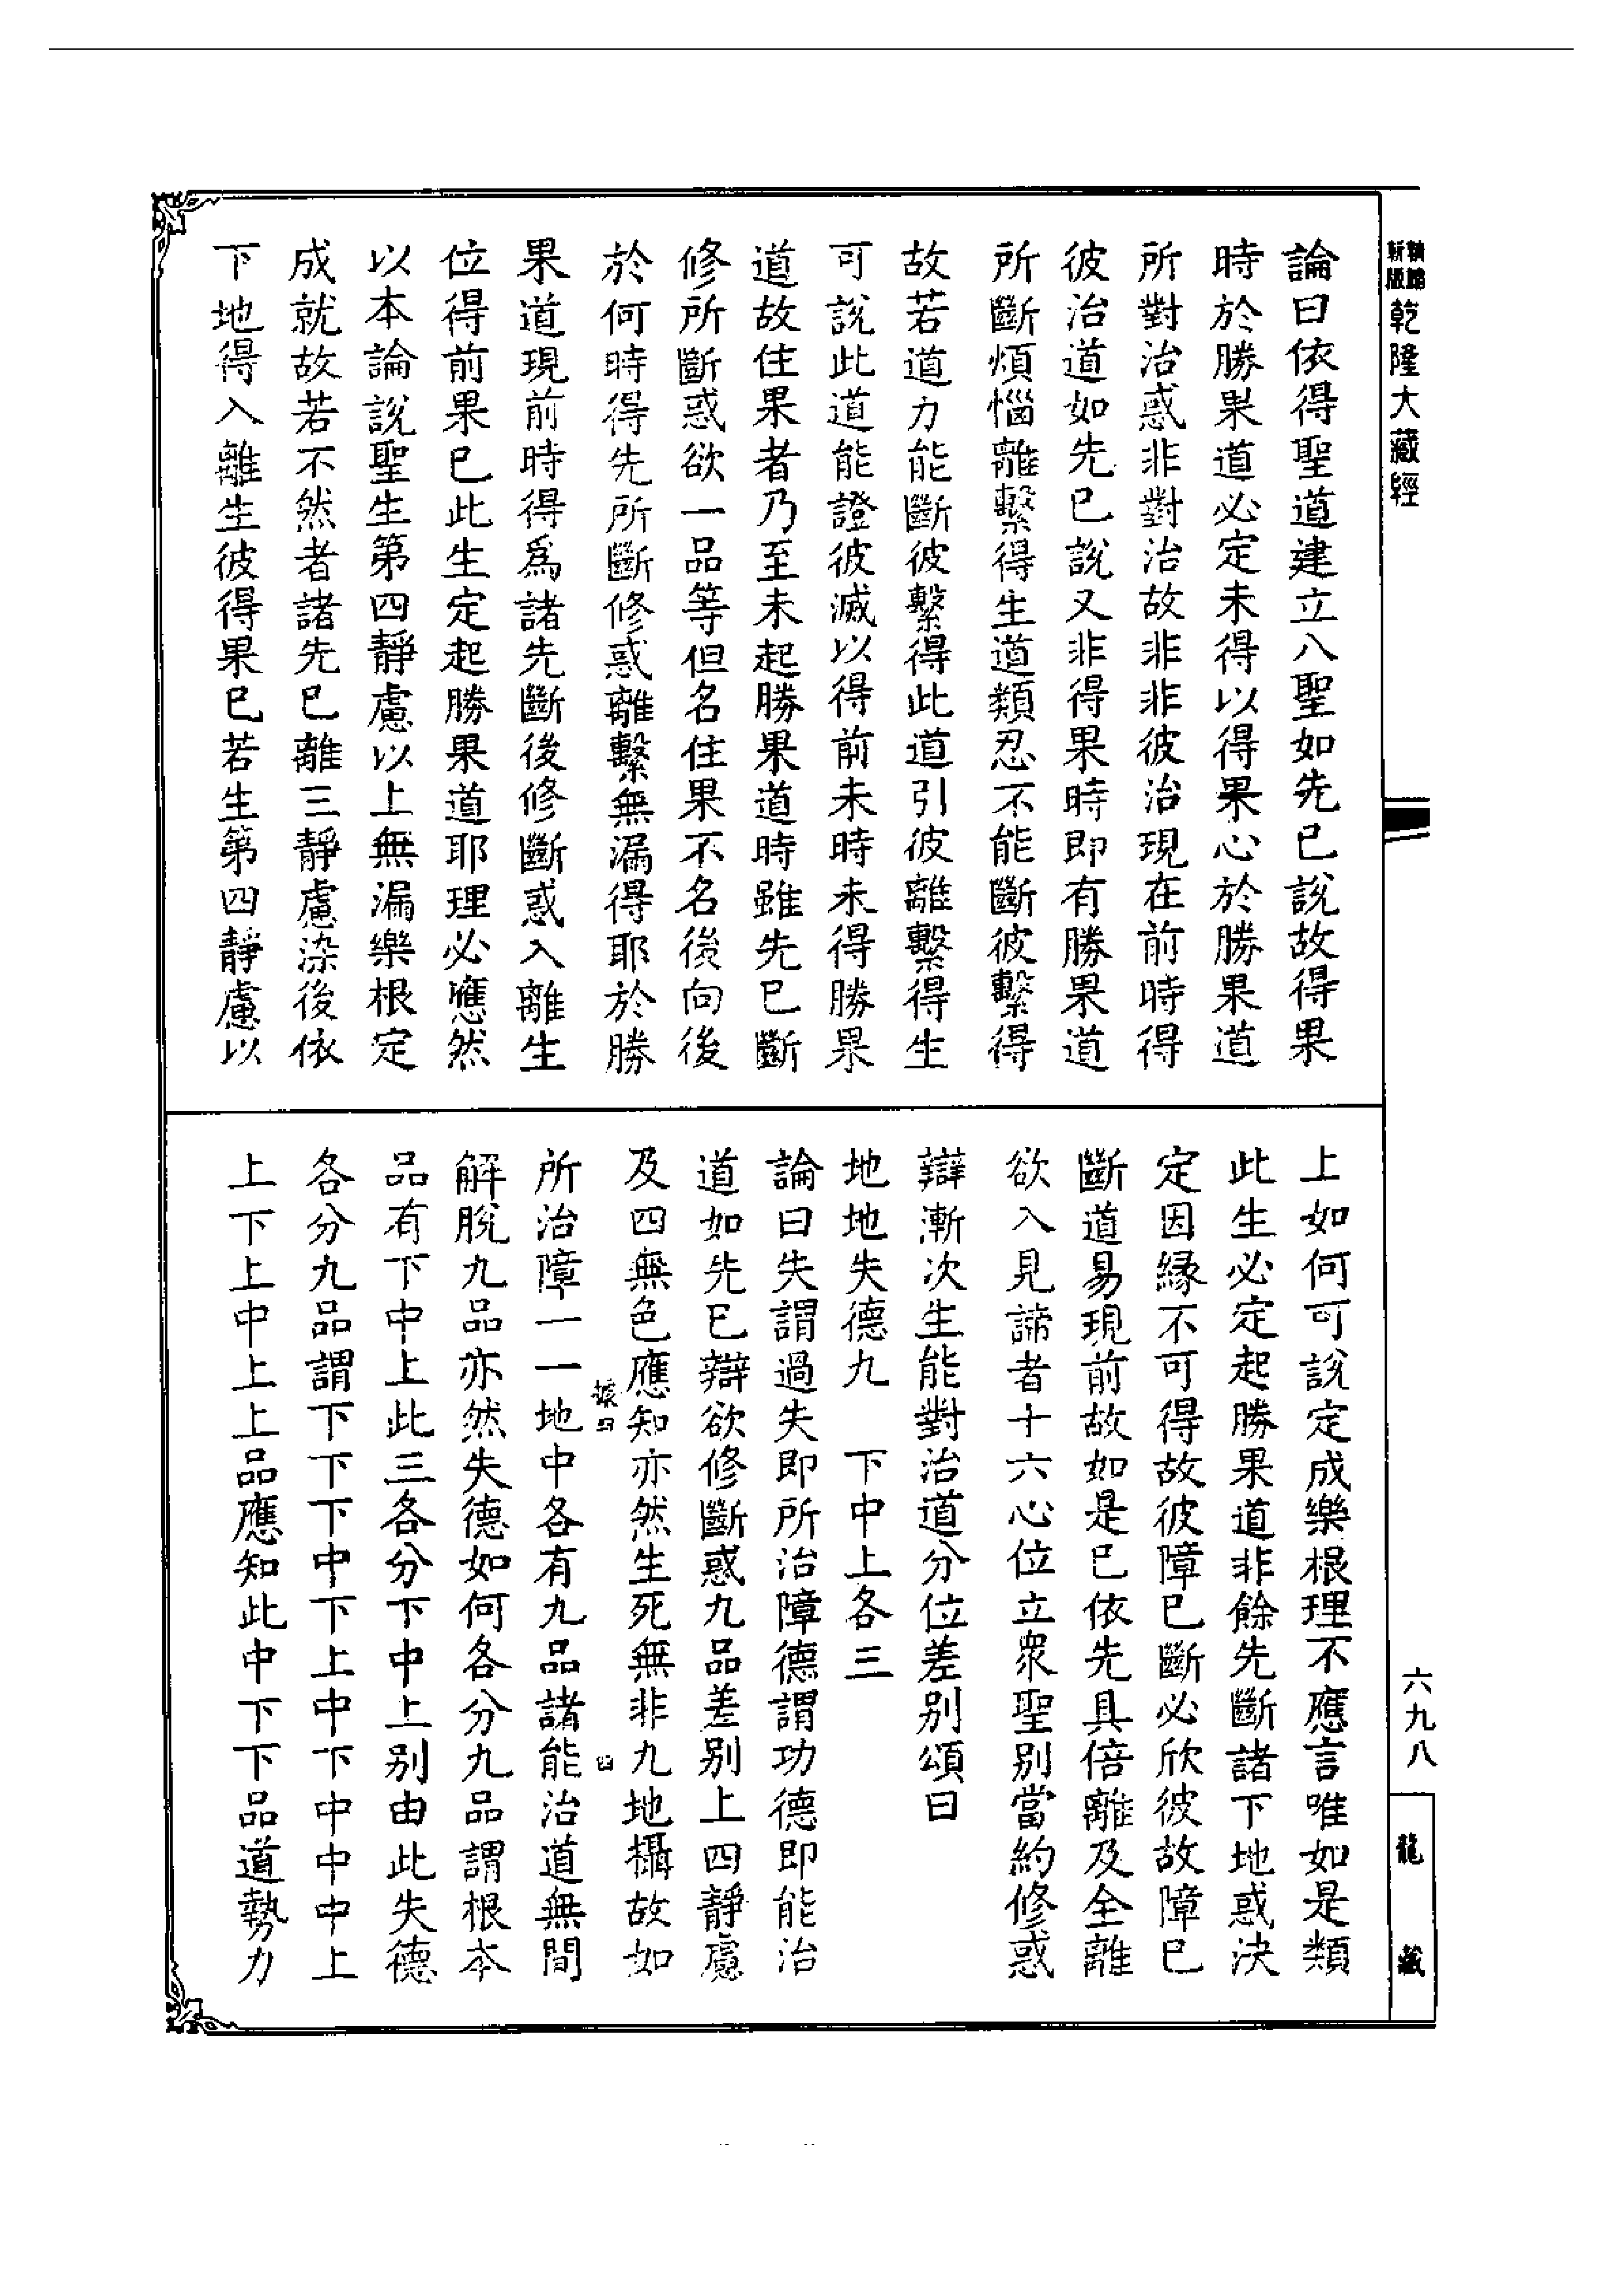 新版
精縮
乾隆大藏經
論曰依得聖道建立八聖如先已說故得果
時於勝果道必定未得以得果心於勝果道
所對治惑非對治故非彼治現在前時得
彼治道如先已說又非得果時即有勝果道
所斷煩惱離繫得生道類忍不能斷彼繫得
故若道力能斷彼繫得此道引彼離繫得生
可說此道能證彼滅以得前未時未得勝果
道故住果者乃至未起勝果道時雖先已斷
修所斷惑欲一品等但名住果不名後向後
於何時得先所斷修惑離繫無漏得耶於勝
果道現前時得爲諸先斷後修斷惑入離生
位得前果已此生定起勝果道耶理必應然
以本論說聖生第四靜慮以上無漏樂根定
成就故若不然者諸先已離三靜慮染後依
下地得入離生彼得果已若生第四靜慮以
上如何可說定成樂根理不應言唯如是類
此生必定起勝果道非餘先斷諸下地惑決
定因緣不可得故彼障已斷必欣彼故障已
斷道易現前故如是已依先具倍離及全離
欲入見諦者十六心位立眾聖別當約修惑
辯漸次生能對治道分位差別頌曰
地地失德九　下中上各三
論曰失謂過失即所治障德謂功德即能治
道如先已辯欲修斷惑九品差別上四靜慮
及四無色應知亦然生死無非九地攝故如
所治障一一地中各有九品諸能治道無間
解脫九品亦然失德如何各分九品謂根本
品有下中上此三各分下中上別由此失德
各分九品謂下下下中下上中下中中中上
上下上中上上品應知此中下下品道勢力
六九八
龍藏